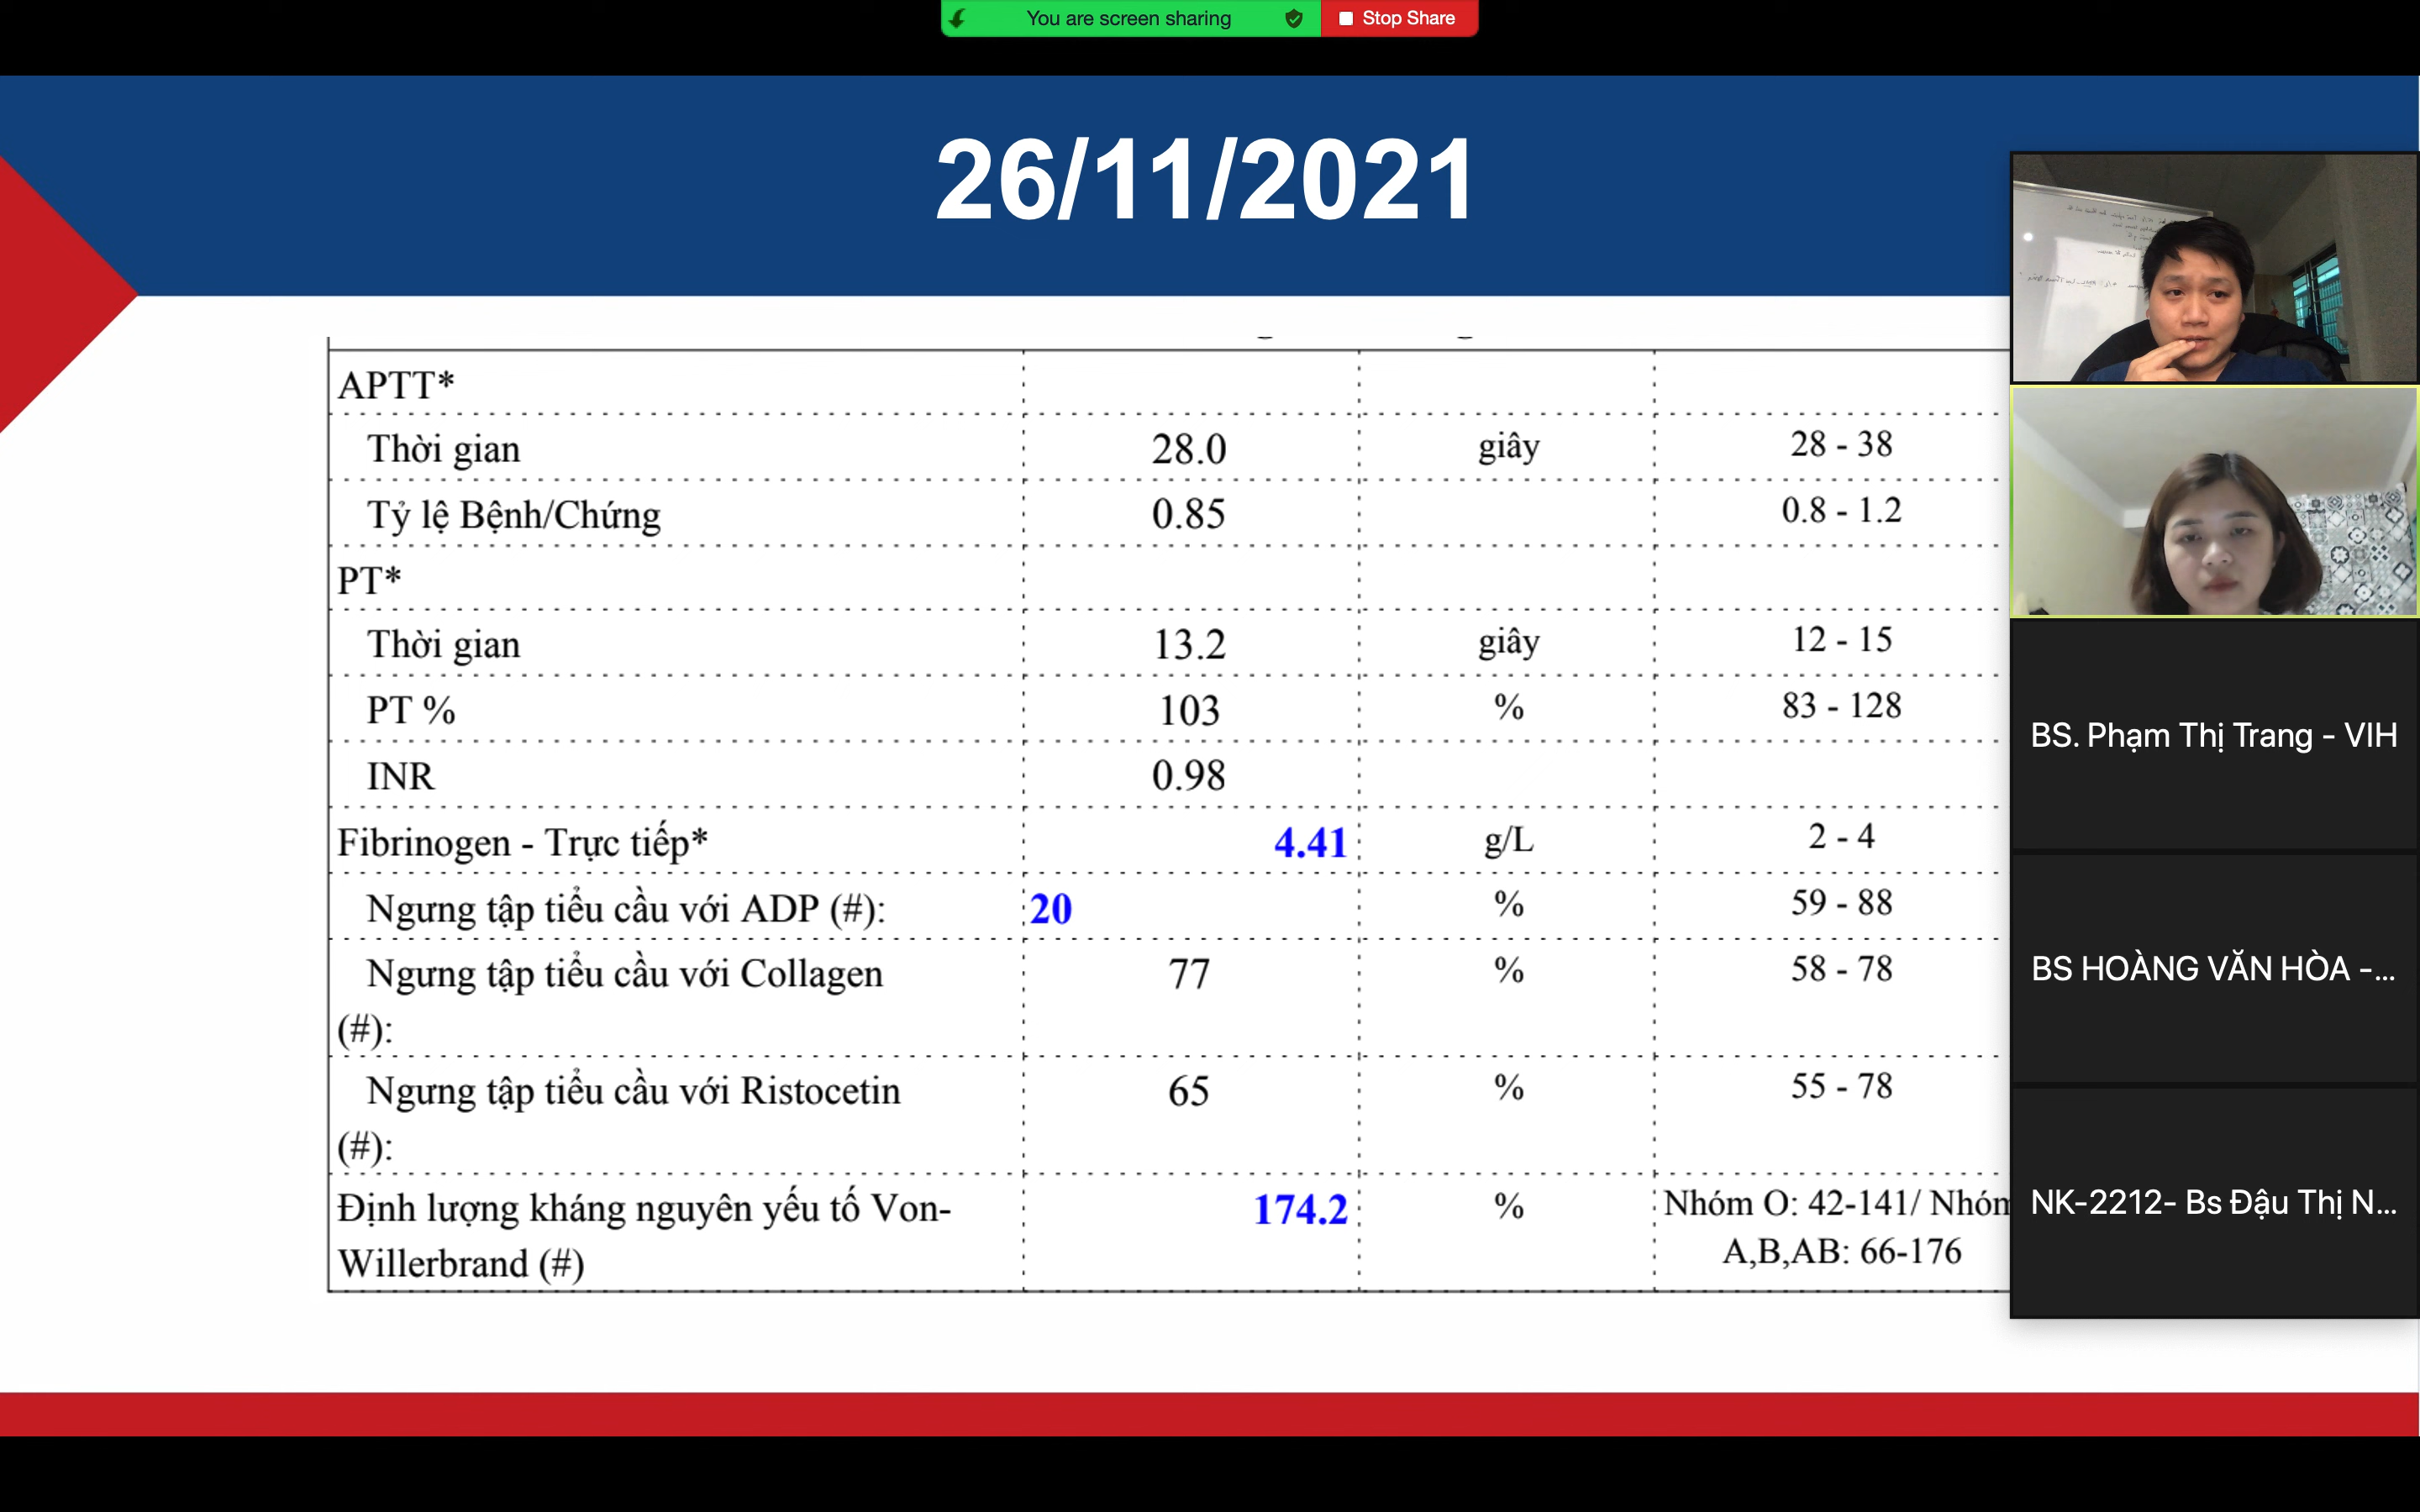 You are screen sharing
Stop Share
26/11/2021
APTT*
Thời gian 28.0 giây 28 - 38
Tỷ lệ Bệnh/Chứng 0.85 0.8 - 1.2
PT*
Thời gian 13.2 giây 12 - 15
PT % 103 % 83 - 128
INR 0.98
Fibrinogen - Trực tiếp* 4.41 g/L 2 - 4
Ngưng tập tiểu cầu với ADP (#): 20 % 59 - 88
Ngưng tập tiểu cầu với Collagen 77 % 58 - 78
(#):
Ngưng tập tiểu cầu với Ristocetin 65 % 55 - 78
(#):
Định lượng kháng nguyên yếu tố Von- 174.2 % Nhóm O: 42-141/ Nhóm
Willerbrand (#) A,B,AB: 66-176
BS. Phạm Thị Trang - VIH
BS HOÀNG VĂN HÒA -...
NK-2212- Bs Đậu Thị N...